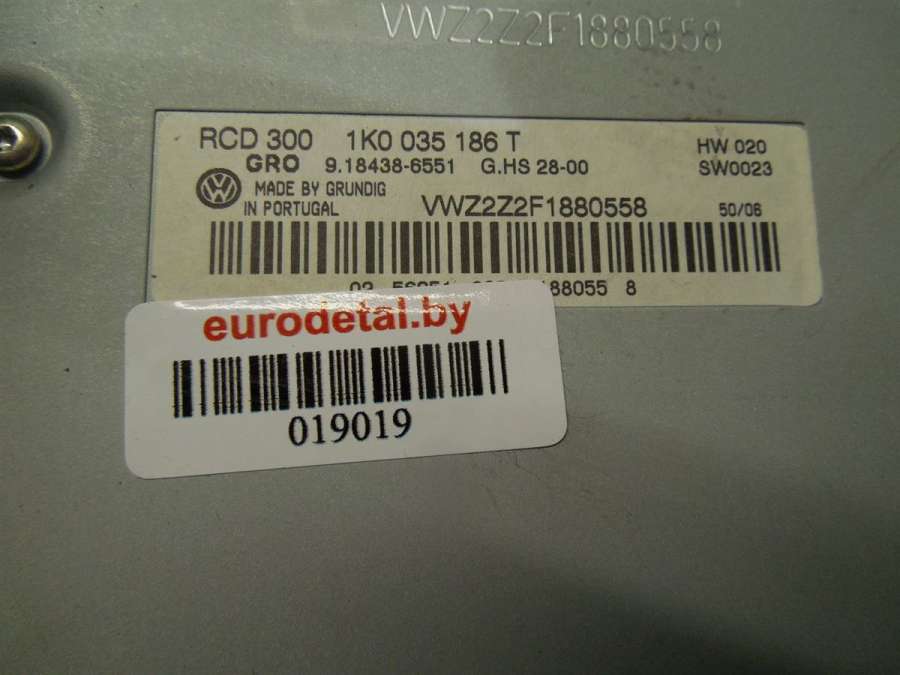 VWZ2Z2F1880558
RCD 300 1K0 035 186 T HW 020
GRO 9.18438-6551 G.HS 28-00 SW0023
MADE BY GRUNDIG
IN PORTUGAL VWZ2Z2F1880558 50/06
8
eurodetal.by
019019